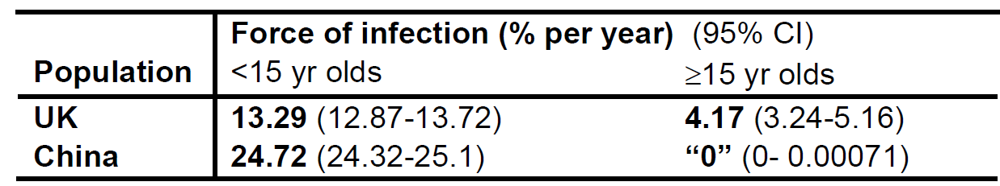 Force of infection (% per year) (95% CI)
Population <15 yr olds ≥15 yr olds
UK 13.29 (12.87-13.72) 4.17 (3.24-5.16)
China 24.72 (24.32-25.1) “0” (0- 0.00071)